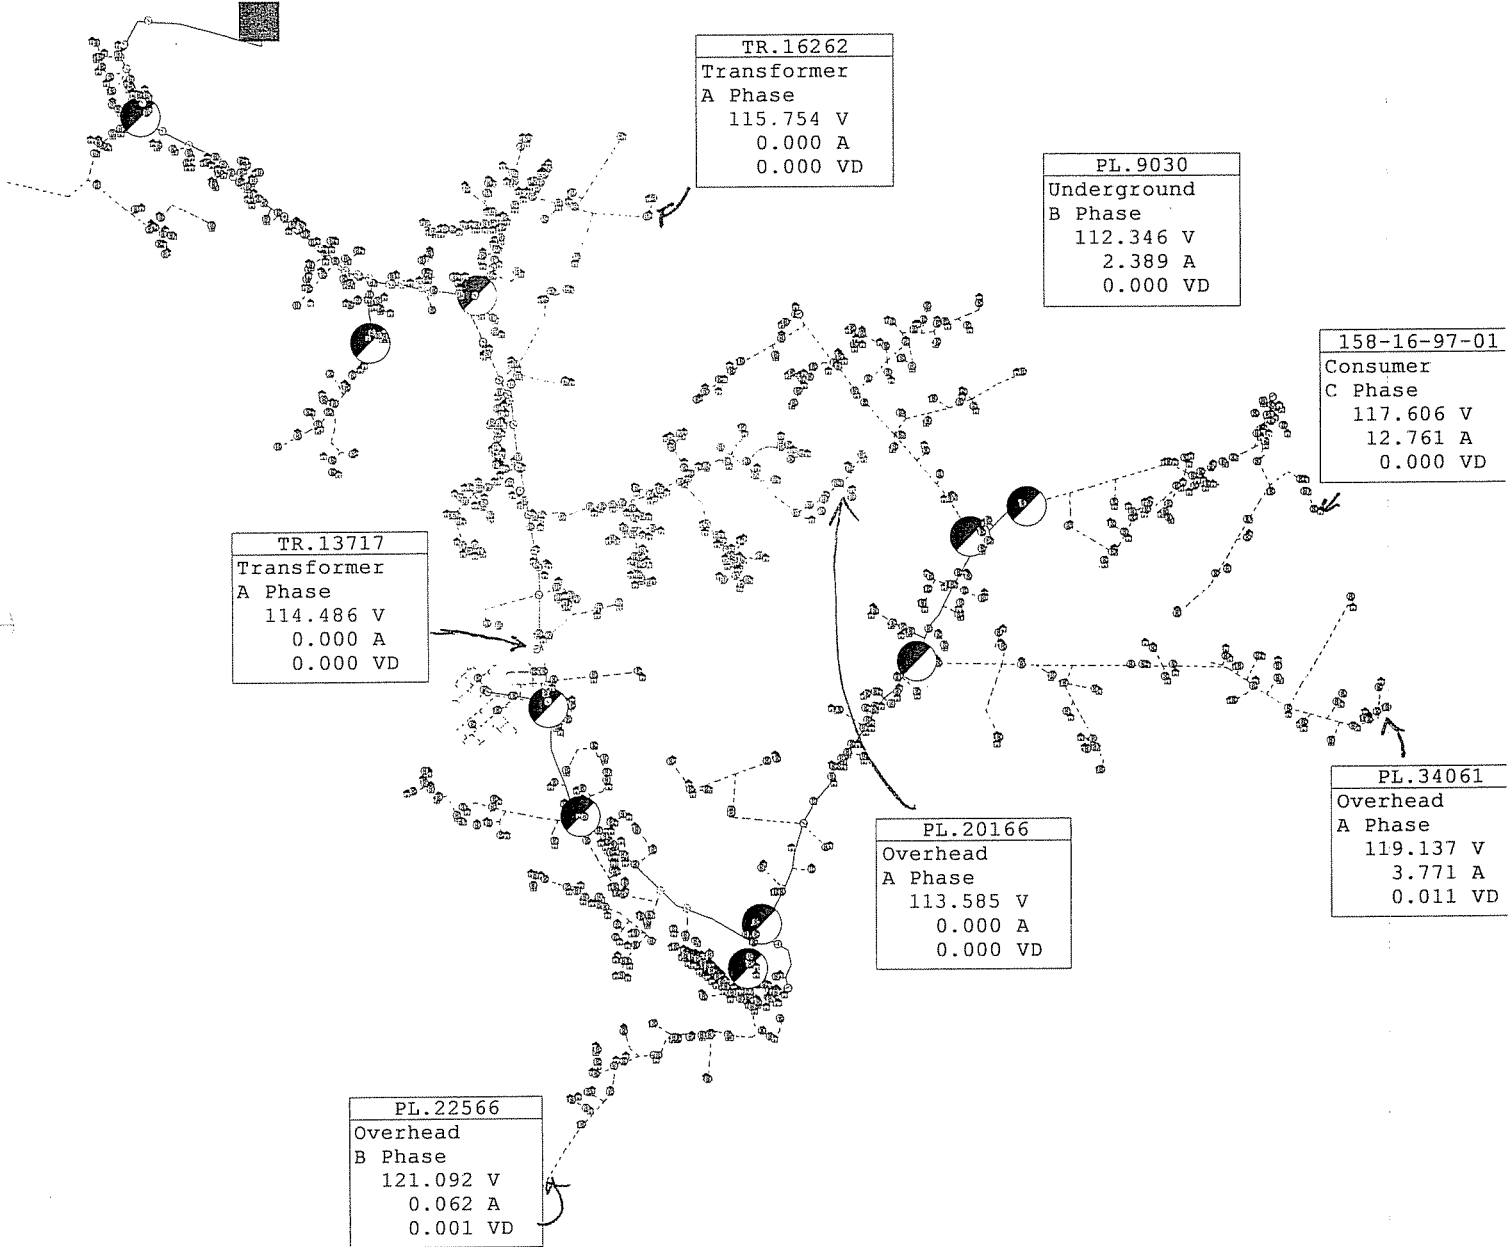 TR.16262
Transformer
A Phase
115.754 V
0.000 A
0.000 VD
PL.9030
Underground
B Phase
112.346 V
2.389 A
0.000 VD
158-16-97-01
Consumer
C Phase
117.606 V
12.761 A
0.000 VD
TR.13717
Transformer
A Phase
114.486 V
0.000 A
0.000 VD
PL.34061
Overhead
A Phase
119.137 V
3.771 A
0.011 VD
PL.20166
Overhead
A Phase
113.585 V
0.000 A
0.000 VD
PL.22566
Overhead
B Phase
121.092 V
0.062 A
0.001 VD